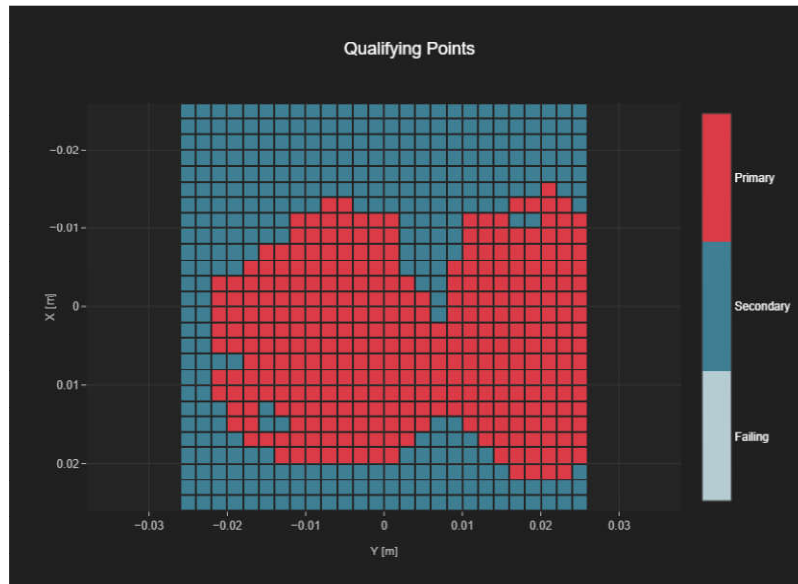 Qualifying Points
−0.02
−0.01
0
0.01
0.02
X [m]
−0.03
−0.02
−0.01
0
0.01
0.02
0.03
Y [m]
Primary
Secondary
Failing